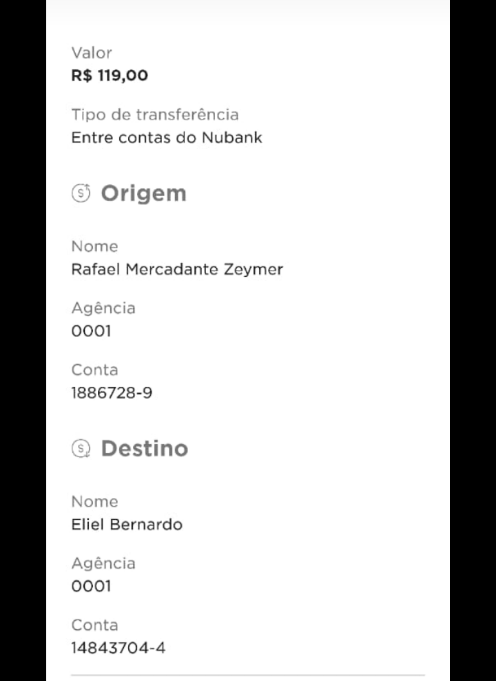 Valor
R$ 119,00
Tipo de transferência
Entre contas do Nubank
Origem
Nome
Rafael Mercadante Zeymer
Agência
0001
Conta
1886728-9
Destino
Nome
Eliel Bernardo
Agência
0001
Conta
14843704-4